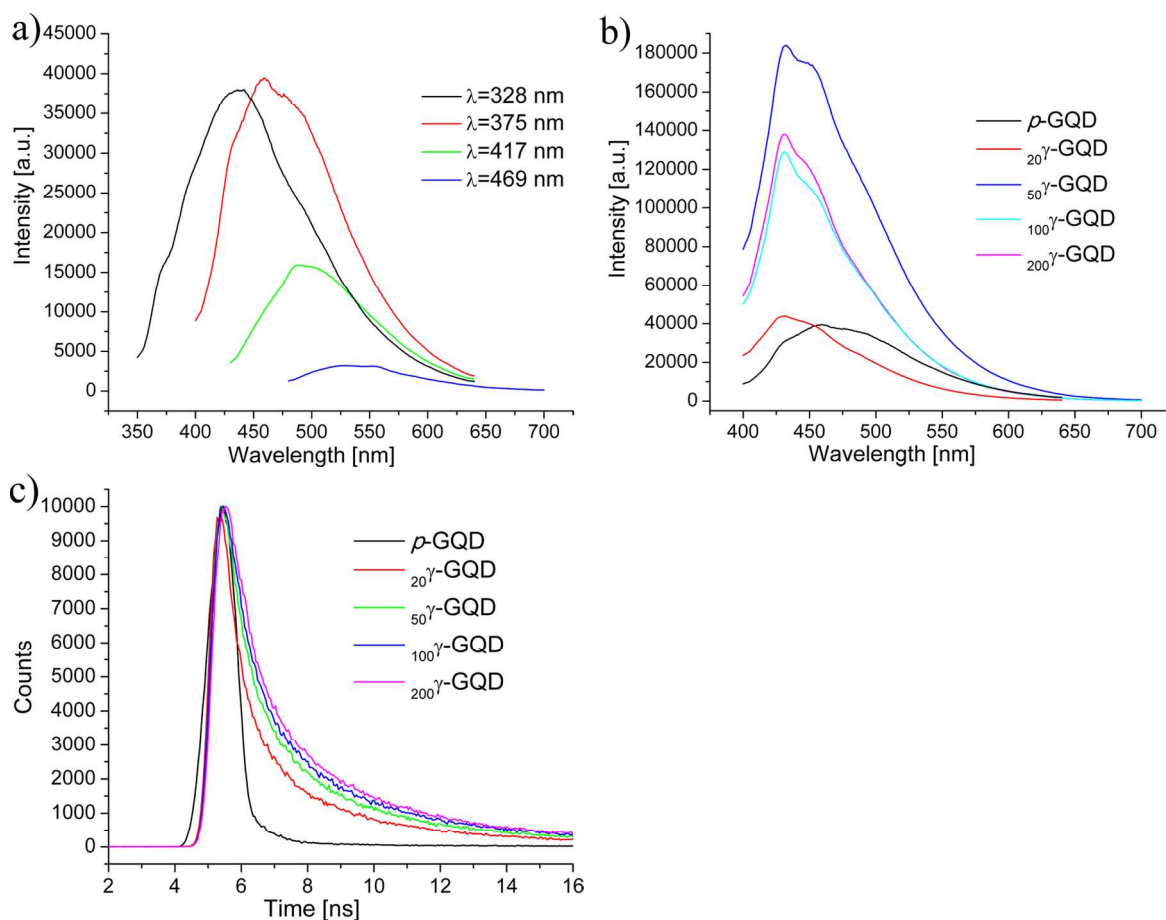 a)
45000
40000
35000
30000
25000
20000
15000
10000
5000
0
Intensity [a.u.]
λ=328 nm
λ=375 nm
λ=417 nm
λ=469 nm
350 400 450 500 550 600 650 700
Wavelength [nm]
b)
180000
160000
140000
120000
100000
80000
60000
40000
20000
0
Intensity [a.u.]
p-GQD
20γ-GQD
50γ-GQD
100γ-GQD
200γ-GQD
400 450 500 550 600 650 700
Wavelength [nm]
c)
10000
9000
8000
7000
6000
5000
4000
3000
2000
1000
0
Counts
p-GQD
20γ-GQD
50γ-GQD
100γ-GQD
200γ-GQD
2 4 6 8 10 12 14 16
Time [ns]